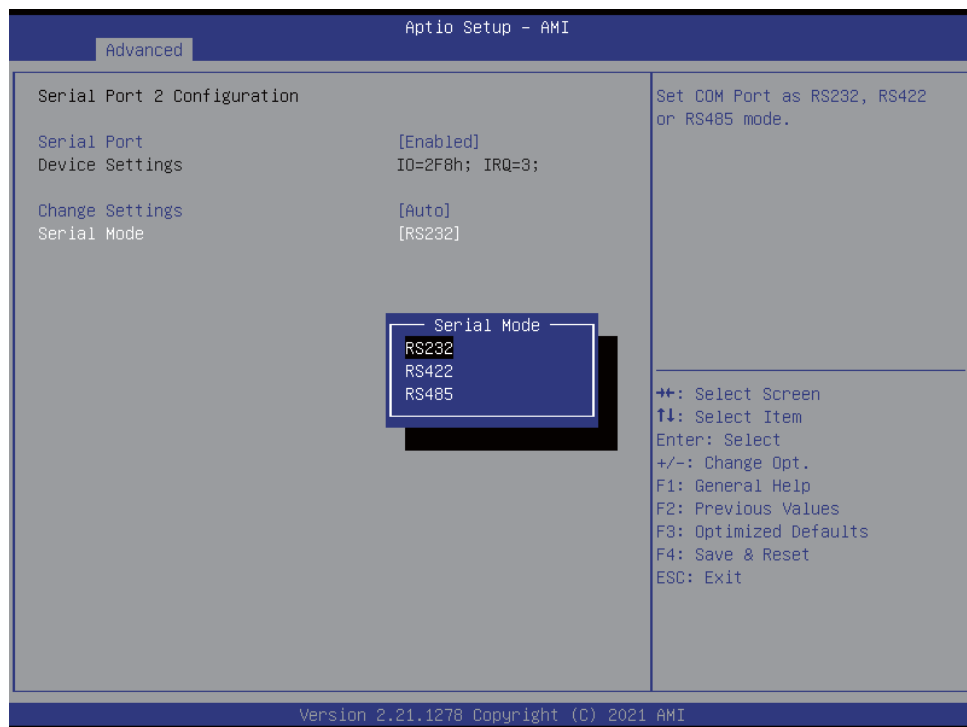 Aptio Setup – AMI
Advanced
Serial Port 2 Configuration
Serial Port [Enabled]
Device Settings IO=2F8h; IRQ=3;
Change Settings [Auto]
Serial Mode [RS232]
Serial Mode
RS232
RS422
RS485
Set COM Port as RS232, RS422
or RS485 mode.
→←: Select Screen
↑↓: Select Item
Enter: Select
+/-: Change Opt.
F1: General Help
F2: Previous Values
F3: Optimized Defaults
F4: Save & Reset
ESC: Exit
Version 2.21.1278 Copyright (C) 2021 AMI